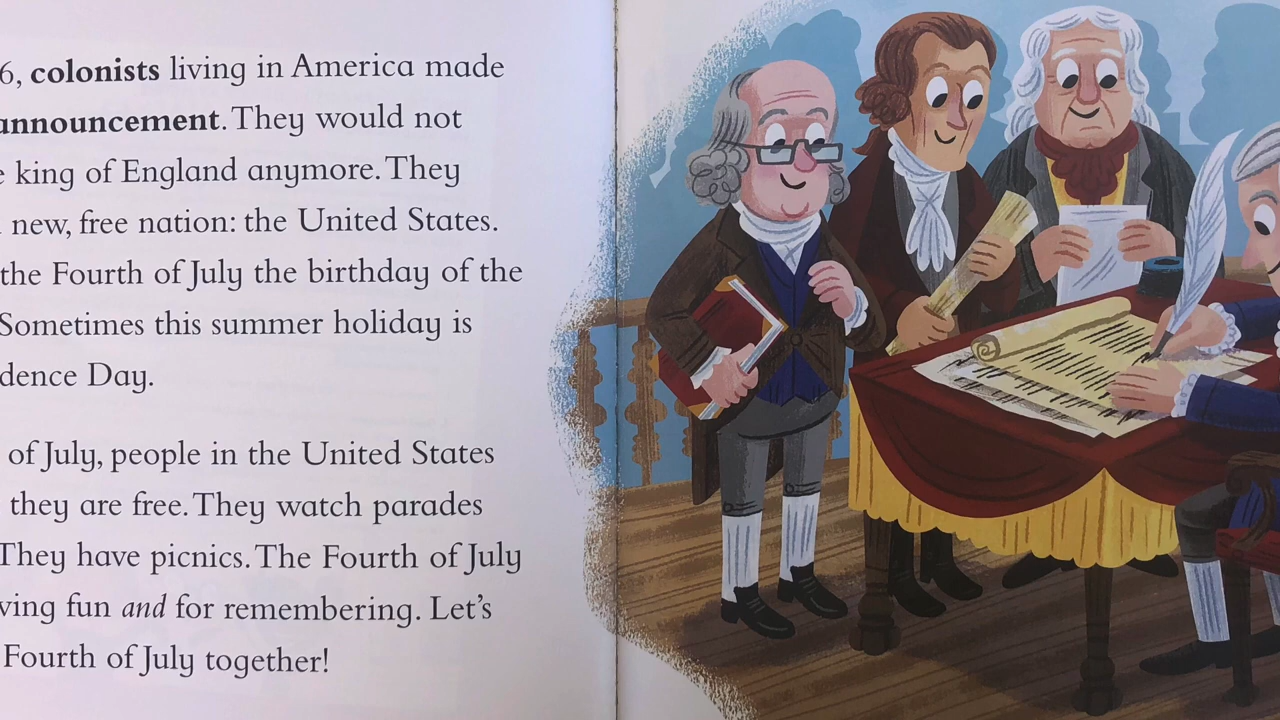 6, colonists living in America made
announcement. They would not
king of England anymore. They
new, free nation: the United States.
the Fourth of July the birthday of the
Sometimes this summer holiday is
dence Day.
of July, people in the United States
they are free. They watch parades
They have picnics. The Fourth of July
ving fun and for remembering. Let's
Fourth of July together!